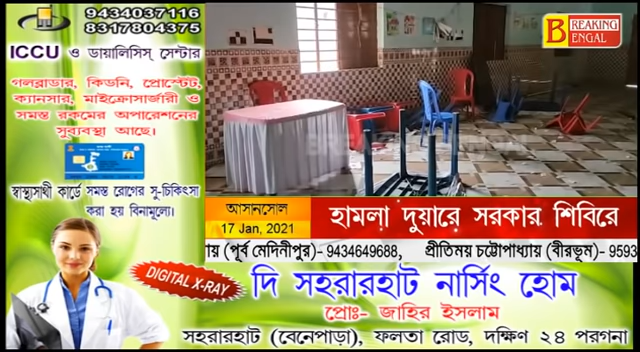 9434037116
8317804375
ICCU ও ডায়ালিসিস্ সেন্টার
গলব্লাডার, কিডনি, প্রোস্টেট,
ক্যানসার, মাইক্রোসার্জারী ও
সমস্ত রকমের অপারেশনের
সুব্যবস্থা আছে।
স্বাস্থ্যসাথী কার্ডে সমস্ত রোগের সু-চিকিৎসা
করা হয় বিনামূল্যে।
BREAKING
BENGAL
আসানসোল
17 Jan, 2021
হামলা দুয়ারে সরকার শিবিরে
ায় (পূর্ব মেদিনীপুর)- 9434649688, প্রীতিময় চট্টোপাধ্যায় (বীরভূম)- 9593
DIGITAL X-RAY
দি সহরারহাট নার্সিং হোম
প্রোঃ- জাহির ইসলাম
সহরারহাট (বেনেপাড়া), ফলতা রোড, দক্ষিণ ২৪ পরগনা